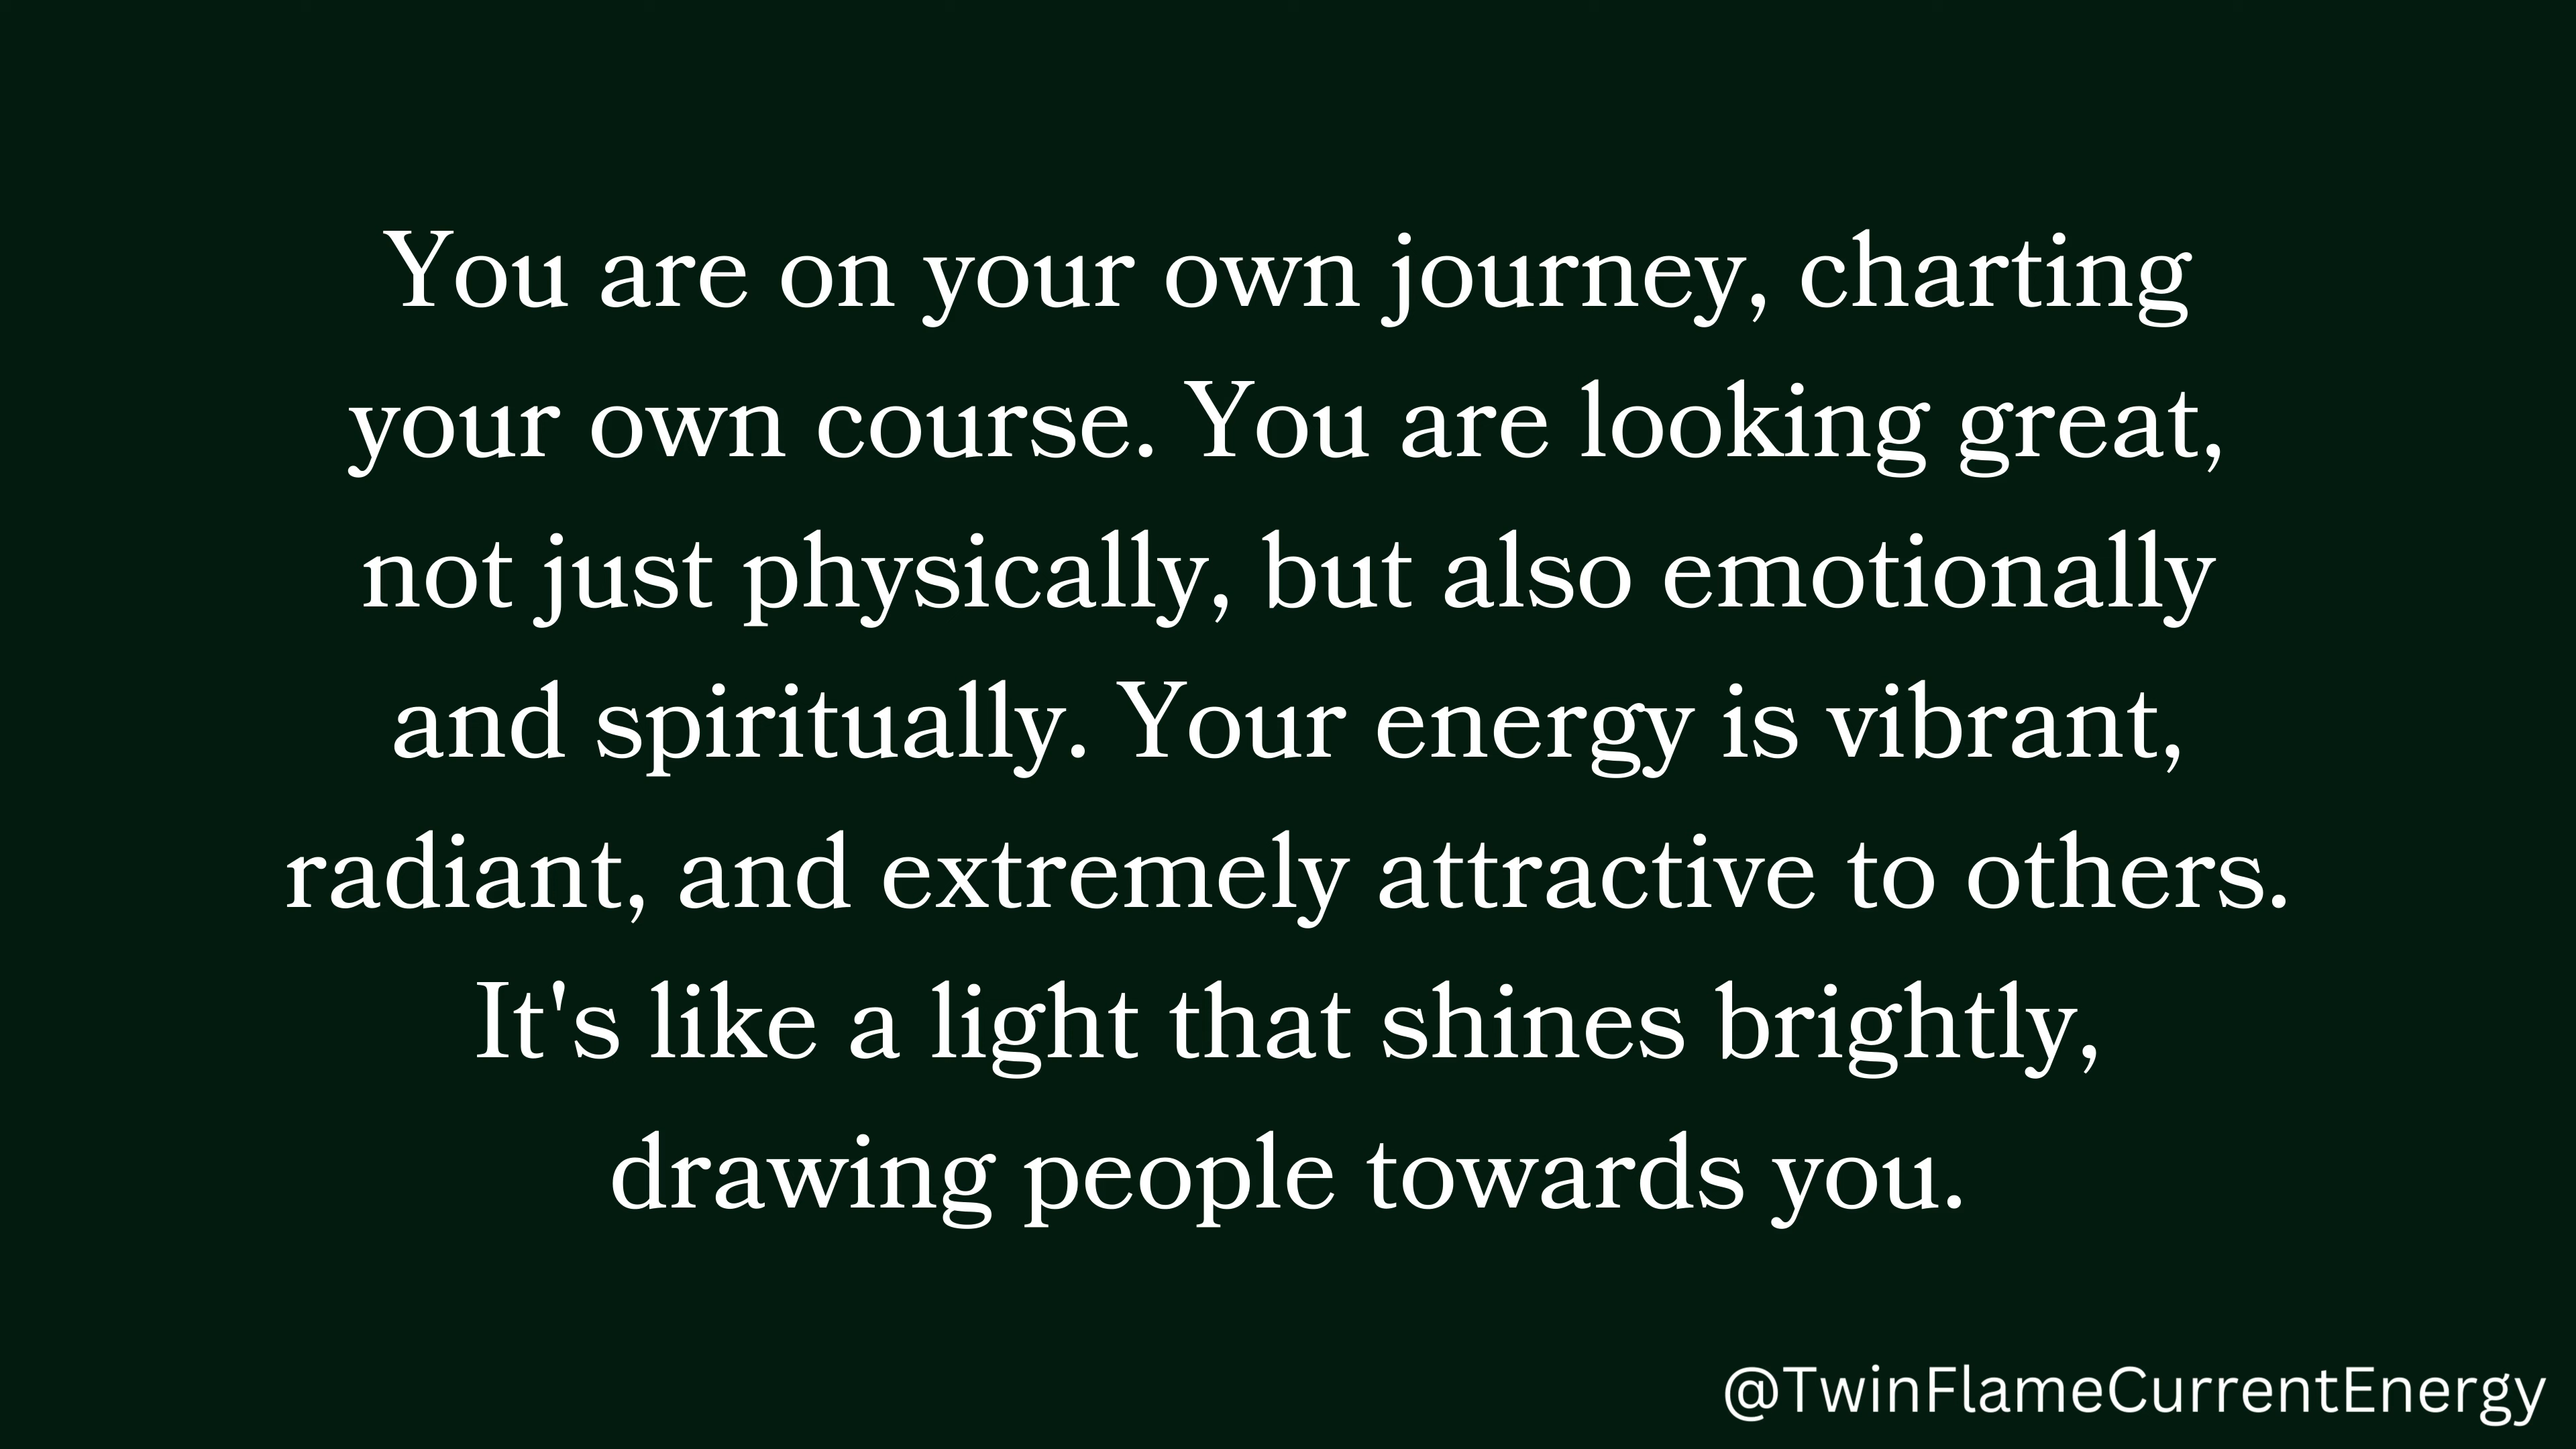 You are on your own journey, charting
your own course. You are looking great,
not just physically, but also emotionally
and spiritually. Your energy is vibrant,
radiant, and extremely attractive to others.
It's like a light that shines brightly,
drawing people towards you.
@TwinFlameCurrentEnergy